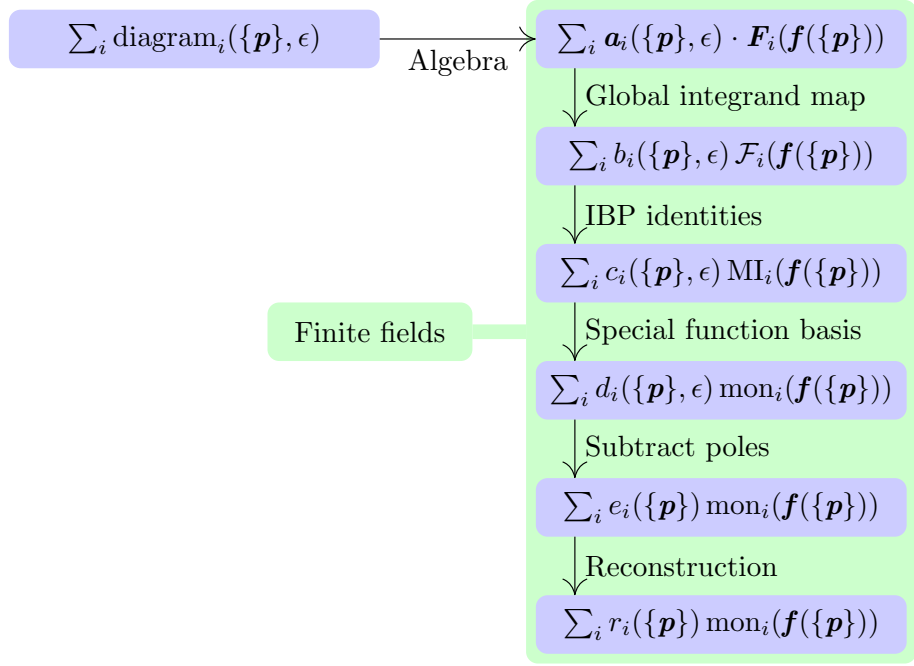 ∑_i diagram_i({p}, ϵ)
Algebra
∑_i a_i({p}, ϵ) · F_i(f({p}))
Global integrand map
∑_i b_i({p}, ϵ) ℱ_i(f({p}))
IBP identities
∑_i c_i({p}, ϵ) MI_i(f({p}))
Finite fields
Special function basis
∑_i d_i({p}, ϵ) mon_i(f({p}))
Subtract poles
∑_i e_i({p}) mon_i(f({p}))
Reconstruction
∑_i r_i({p}) mon_i(f({p}))